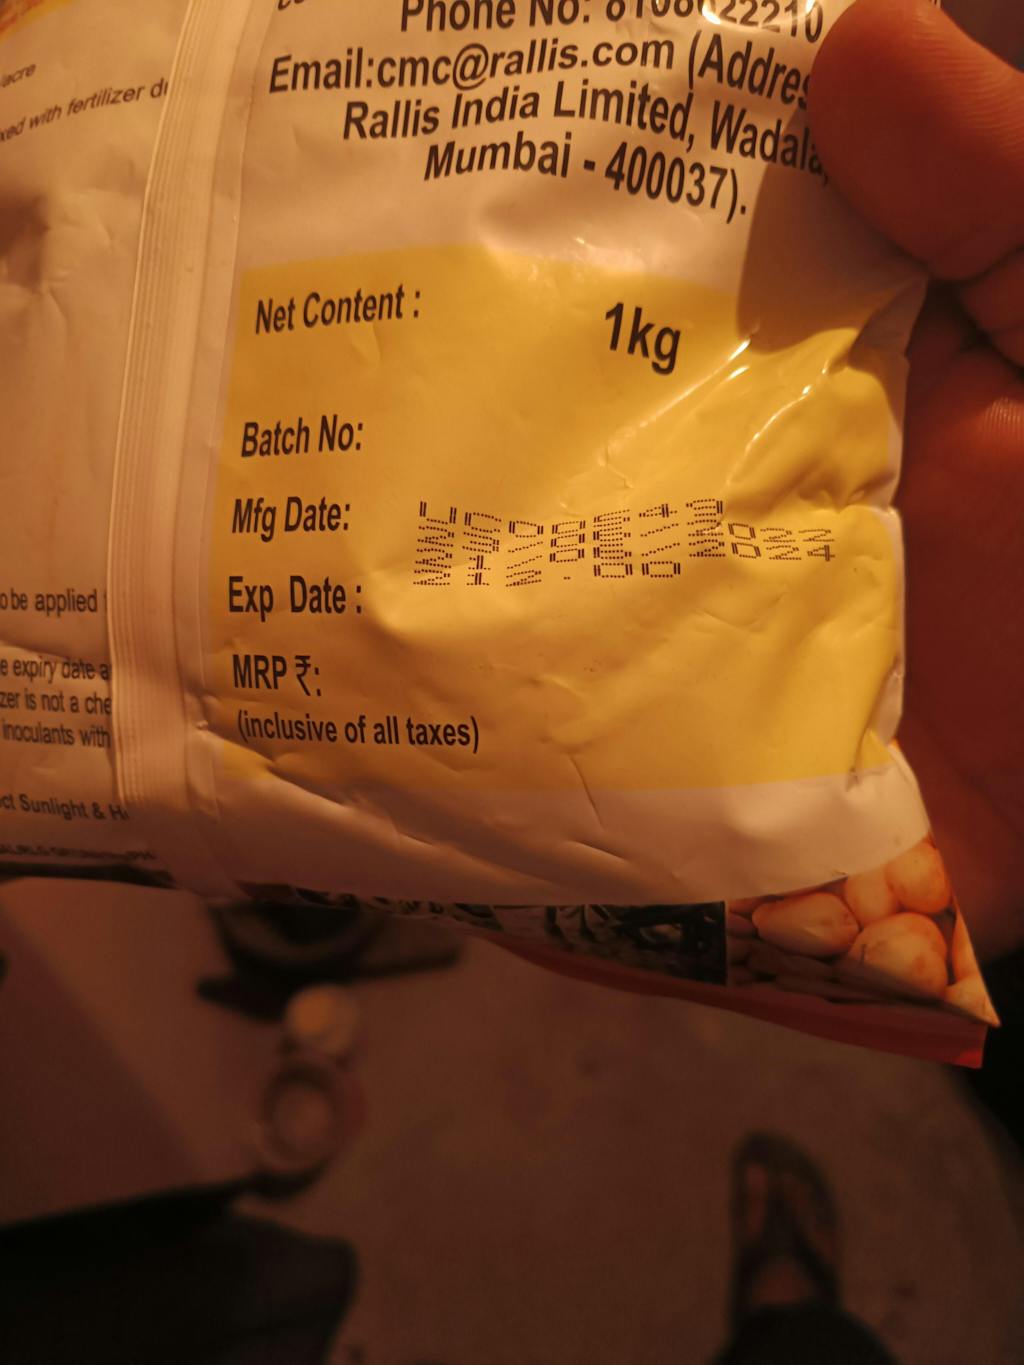 Phone No:
Email:cmc@rallis.com (Addres
Rallis India Limited, Wadala,
Mumbai - 400037).
Net Content : 1kg
Batch No:
Mfg Date:
2022
2024
Exp Date :
MRP ₹:
(inclusive of all taxes)
/acre
xed with fertilizer
o be applied
e expiry date a
zer is not a che
inoculants with
ct Sunlight &